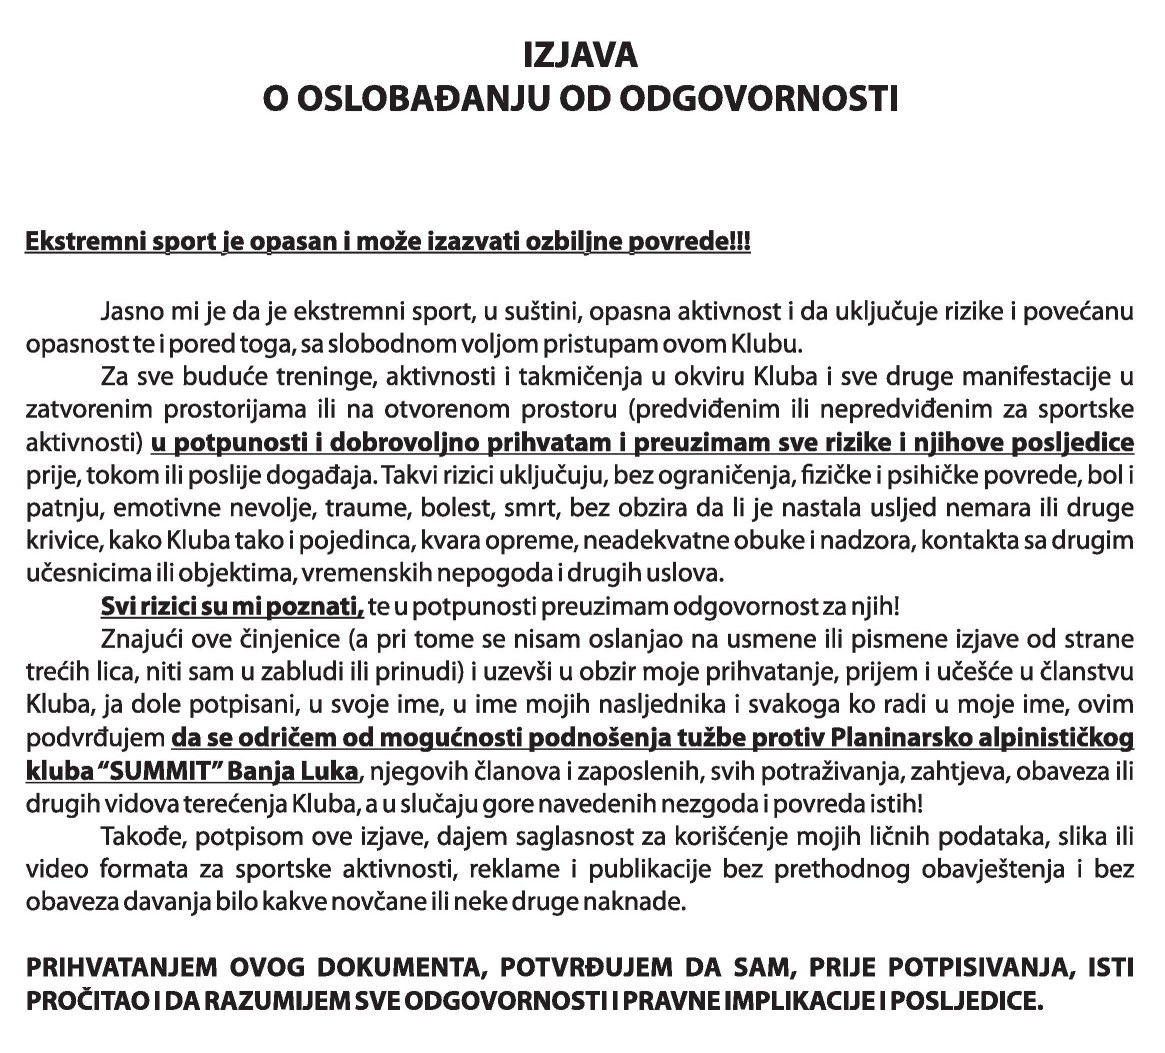 IZJAVA
O OSLOBAĐANJU OD ODGOVORNOSTI
Ekstremni sport je opasan i može izazvati ozbiljne povrede!!!
Jasno mi je da je ekstremni sport, u suštini, opasna aktivnost i da uključuje rizike i povećanu
opasnost te i pored toga, sa slobodnom voljom pristupam ovom Klubu.
Za sve buduće treninge, aktivnosti i takmičenja u okviru Kluba i sve druge manifestacije u
zatvorenim prostorijama ili na otvorenom prostoru (predviđenim ili nepredviđenim za sportske
aktivnosti) u potpunosti i dobrovoljno prihvatam i preuzimam sve rizike i njihove posljedice
prije, tokom ili poslije događaja. Takvi rizici uključuju, bez ograničenja, fizičke i psihičke povrede, bol i
patnju, emotivne nevolje, traume, bolest, smrt, bez obzira da li je nastala usljed nemara ili druge
krivice, kako Kluba tako i pojedinca, kvara opreme, neadekvatne obuke i nadzora, kontakta sa drugim
učesnicima ili objektima, vremenskih nepogoda i drugih uslova.
Svi rizici su mi poznati, te u potpunosti preuzimam odgovornost za njih!
Znajući ove činjenice (a pri tome se nisam oslanjao na usmene ili pismene izjave od strane
trećih lica, niti sam u zabludi ili prinudi) i uzevši u obzir moje prihvatanje, prijem i učešće u članstvu
Kluba, ja dole potpisani, u svoje ime, u ime mojih nasljednika i svakoga ko radi u moje ime, ovim
podvrđujem da se odričem od mogućnosti podnošenja tužbe protiv Planinarsko alpinističkog
kluba “SUMMIT” Banja Luka, njegovih članova i zaposlenih, svih potraživanja, zahtjeva, obaveza ili
drugih vidova terećenja Kluba, a u slučaju gore navedenih nezgoda i povreda istih!
Takođe, potpisom ove izjave, dajem saglasnost za korišćenje mojih ličnih podataka, slika ili
video formata za sportske aktivnosti, reklame i publikacije bez prethodnog obavještenja i bez
obaveza davanja bilo kakve novčane ili neke druge naknade.
PRIHVATANJEM OVOG DOKUMENTA, POTVRĐUJEM DA SAM, PRIJE POTPISIVANJA, ISTI
PROČITAO I DA RAZUMIJEM SVE ODGOVORNOSTI I PRAVNE IMPLIKACIJE I POSLJEDICE.